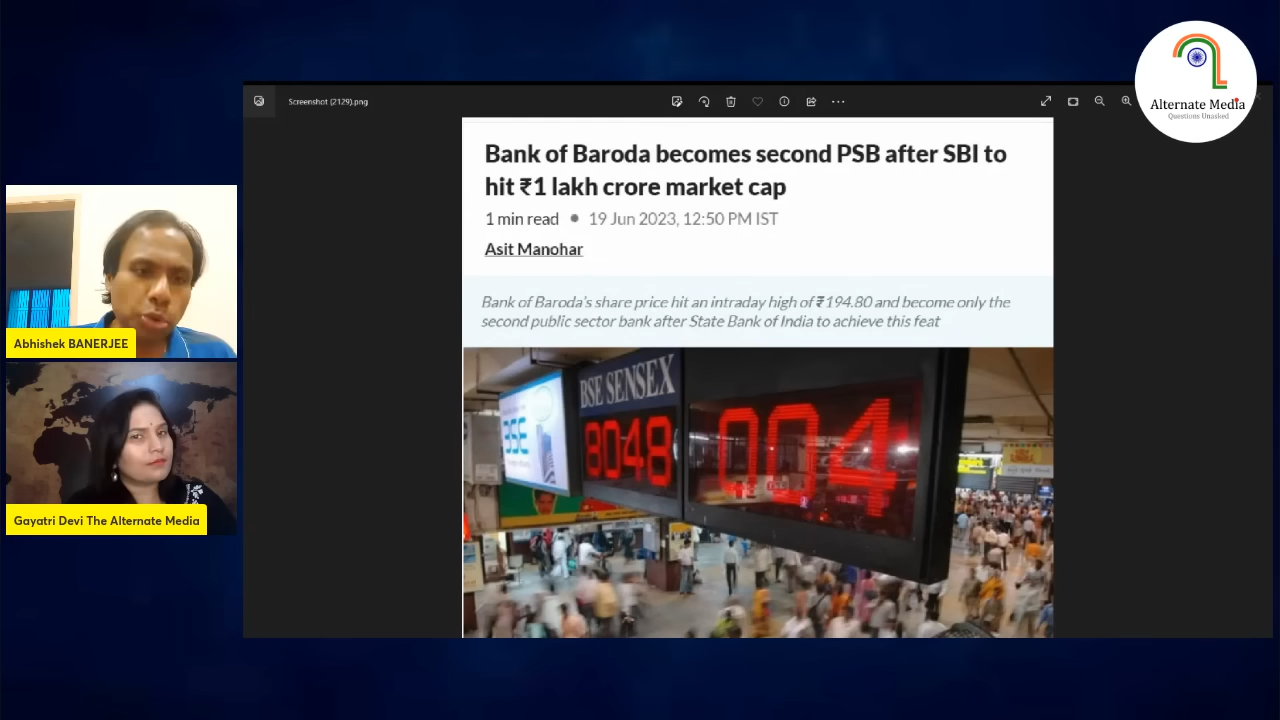 Screenshot (2129).png
Alternate Media
Questions Unasked
Bank of Baroda becomes second PSB after SBI to
hit ₹1 lakh crore market cap
1 min read • 19 Jun 2023, 12:50 PM IST
Asit Manohar
Bank of Baroda's share price hit an intraday high of ₹194.80 and become only the
second public sector bank after State Bank of India to achieve this feat
BSE SENSEX
BSE
8048
004
Abhishek BANERJEE
Gayatri Devi The Alternate Media